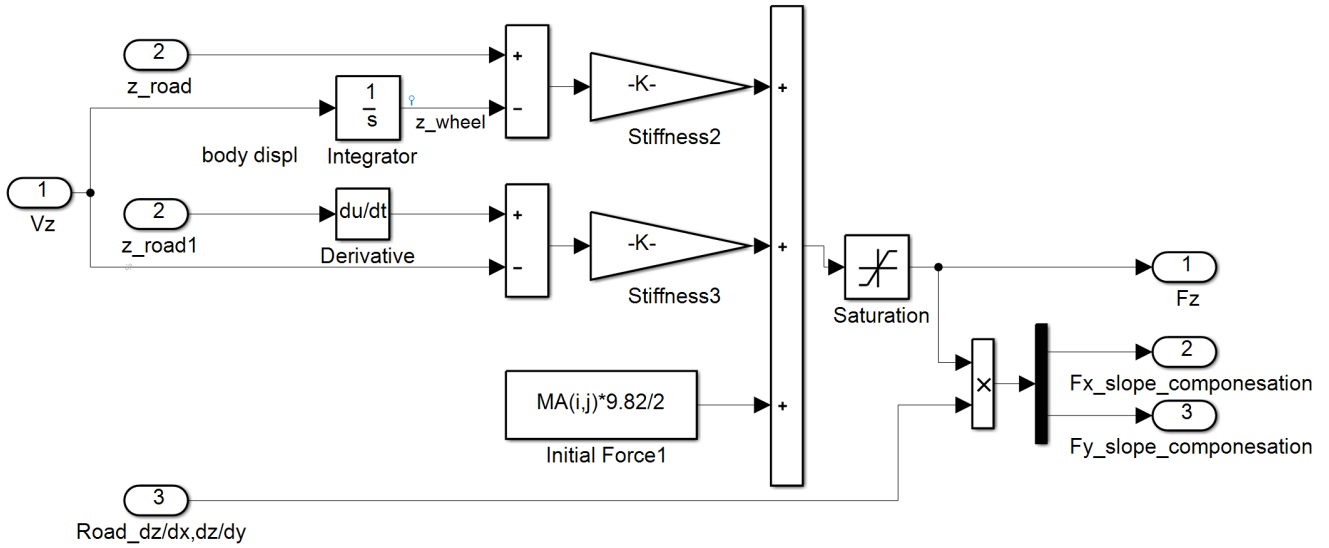 2
z_road
1
s
Integrator
z_wheel
body displ
+
−
-K-
Stiffness2
1
Vz
2
z_road1
du/dt
Derivative
+
−
-K-
Stiffness3
MA(i,j)*9.82/2
Initial Force1
+
+
+
Saturation
1
Fz
×
2
Fx_slope_componesation
3
Fy_slope_componesation
3
Road_dz/dx,dz/dy